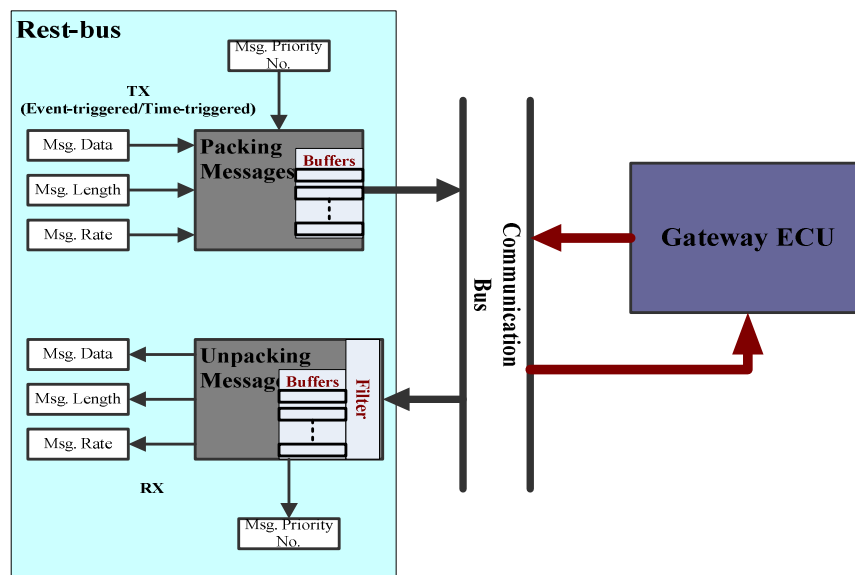 Rest-bus
Msg. Priority
No.
TX
(Event-triggered/Time-triggered)
Msg. Data
Msg. Length
Msg. Rate
Packing
Messages
Buffers
Communication
Bus
Gateway ECU
Msg. Data
Msg. Length
Msg. Rate
Unpacking
Messag
Buffers
Filter
RX
Msg. Priority
No.